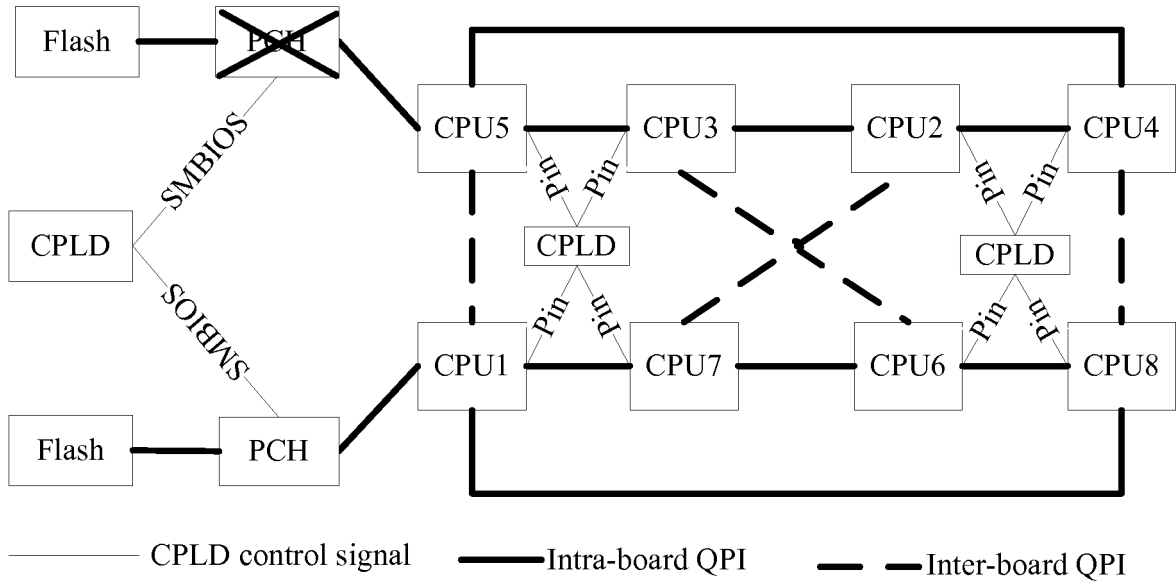 Flash
PCH
CPU5
CPU3
CPU2
CPU4
SMBIOS
Pin
Pin
Pin
Pin
CPLD
CPLD
CPLD
SMBIOS
Pin
Pin
Pin
Pin
CPU1
CPU7
CPU6
CPU8
Flash
PCH
CPLD control signal
Intra-board QPI
Inter-board QPI